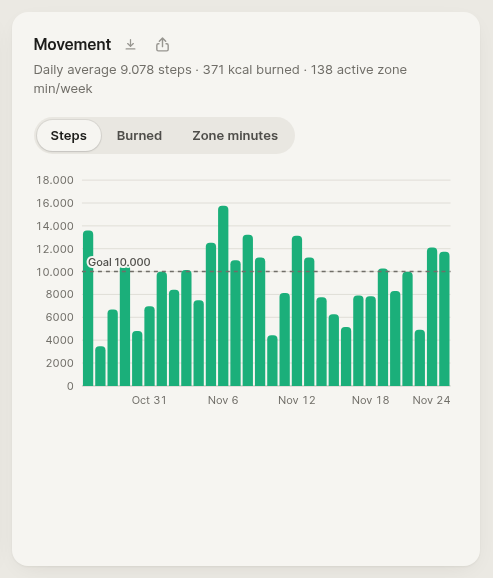 Movement
Daily average 9.078 steps · 371 kcal burned · 138 active zone
min/week
Steps Burned Zone minutes
18.000
16.000
14.000
12.000
Goal 10.000
10.000
8000
6000
4000
2000
0
Oct 31 Nov 6 Nov 12 Nov 18 Nov 24